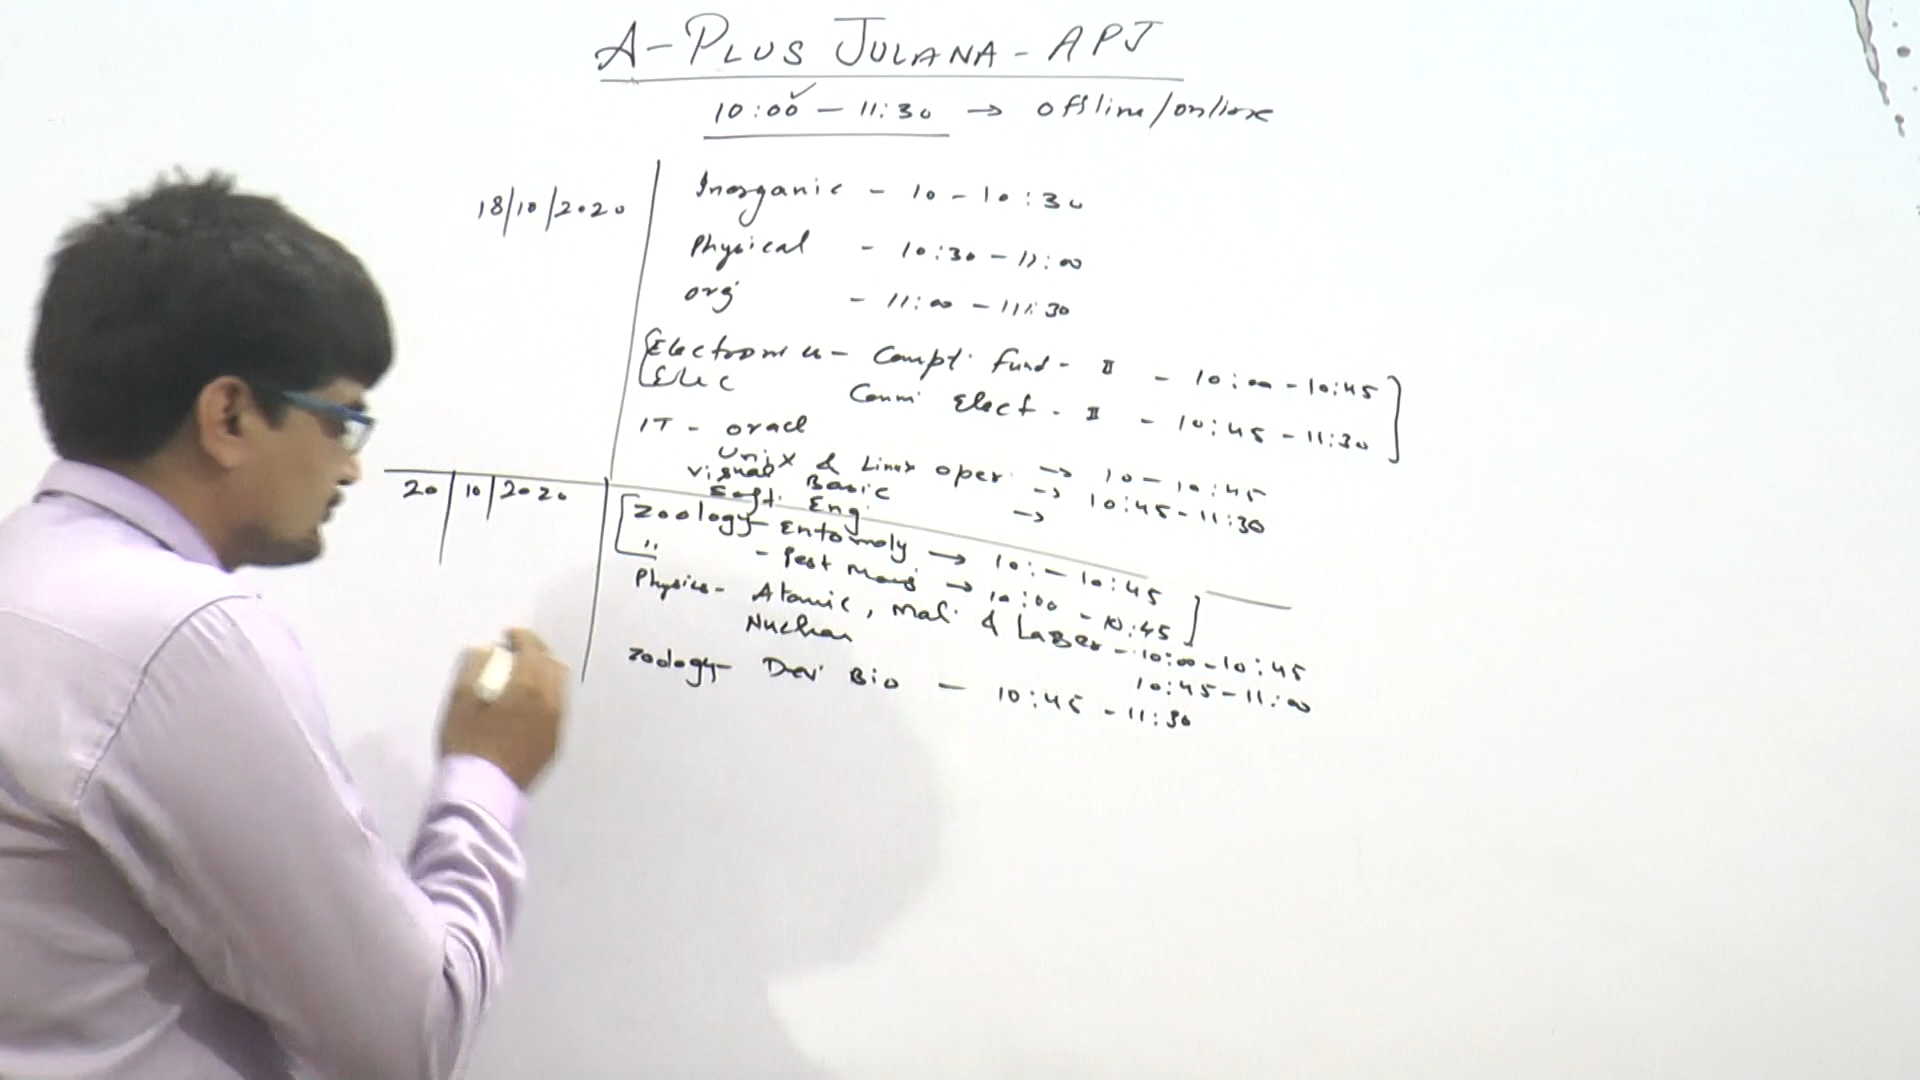 A-PLUS JULANA - APJ
10:00 - 11:30 → offline/online
18/10/2020
Inorganic - 10 - 10:30
Physical - 10:30 - 11:00
org - 11:00 - 11:30
Electronics - Compt. Fund - II - 10:00 - 10:45
Elec Comm. Elect. - II - 10:45 - 11:30
IT - oracl
Unix & Linux oper. → 10 - 10:45
Visual Basic → 10:45 - 11:30
Soft. Eng. →
20|10|2020
Zoology - Entomoly → 10: - 10:45
" - Pest Mang → 10:00 - 10:45
Physics - Atomic, Mal. & Laser - 10:00 - 10:45
Nuclear 10:45 - 11:00
Zoology - Dev. Bio - 10:45 - 11:30